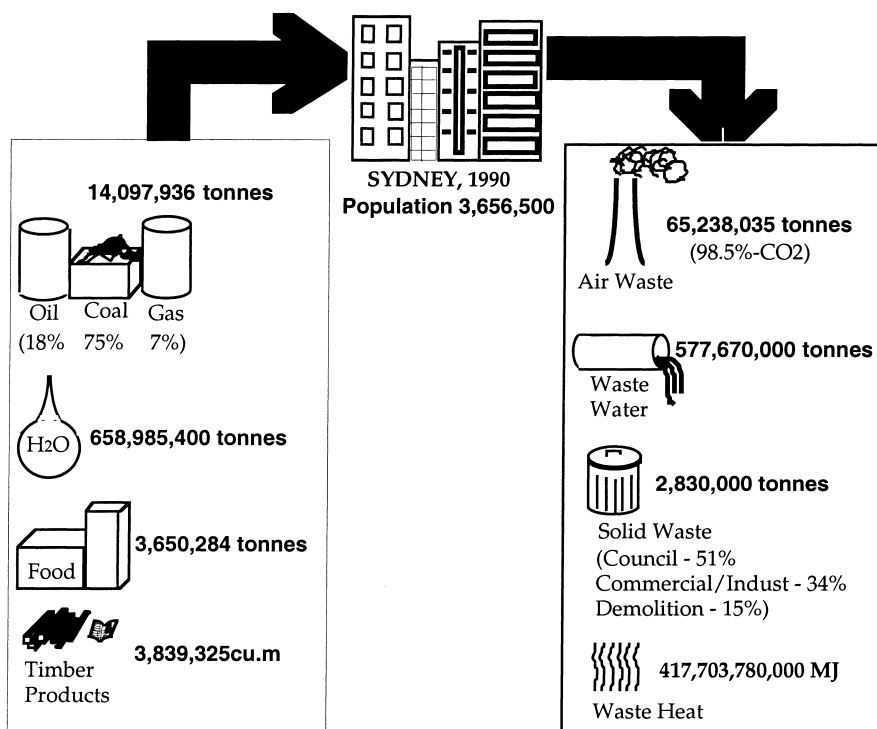 SYDNEY, 1990
Population 3,656,500
14,097,936 tonnes
Oil Coal Gas
(18% 75% 7%)
H2O
658,985,400 tonnes
3,650,284 tonnes
Food
3,839,325cu.m
Timber
Products
65,238,035 tonnes
(98.5%-CO2)
Air Waste
577,670,000 tonnes
Waste
Water
2,830,000 tonnes
Solid Waste
(Council - 51%
Commercial/Indust - 34%
Demolition - 15%)
417,703,780,000 MJ
Waste Heat